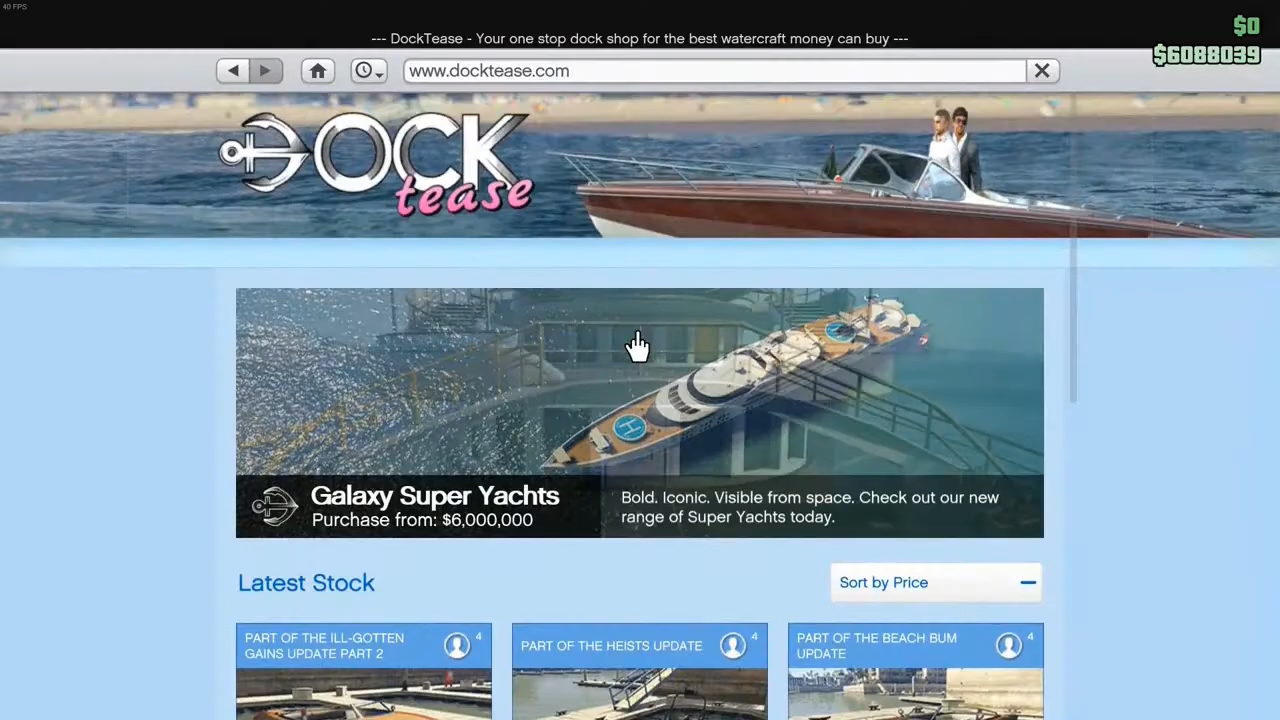 40 FPS
$0
--- DockTease - Your one stop dock shop for the best watercraft money can buy ---
$6088039
www.docktease.com
DOCK
tease
Galaxy Super Yachts
Purchase from: $6,000,000
Bold. Iconic. Visible from space. Check out our new
range of Super Yachts today.
Latest Stock
Sort by Price
PART OF THE ILL-GOTTEN
GAINS UPDATE PART 2
4
PART OF THE HEISTS UPDATE
4
PART OF THE BEACH BUM
UPDATE
4